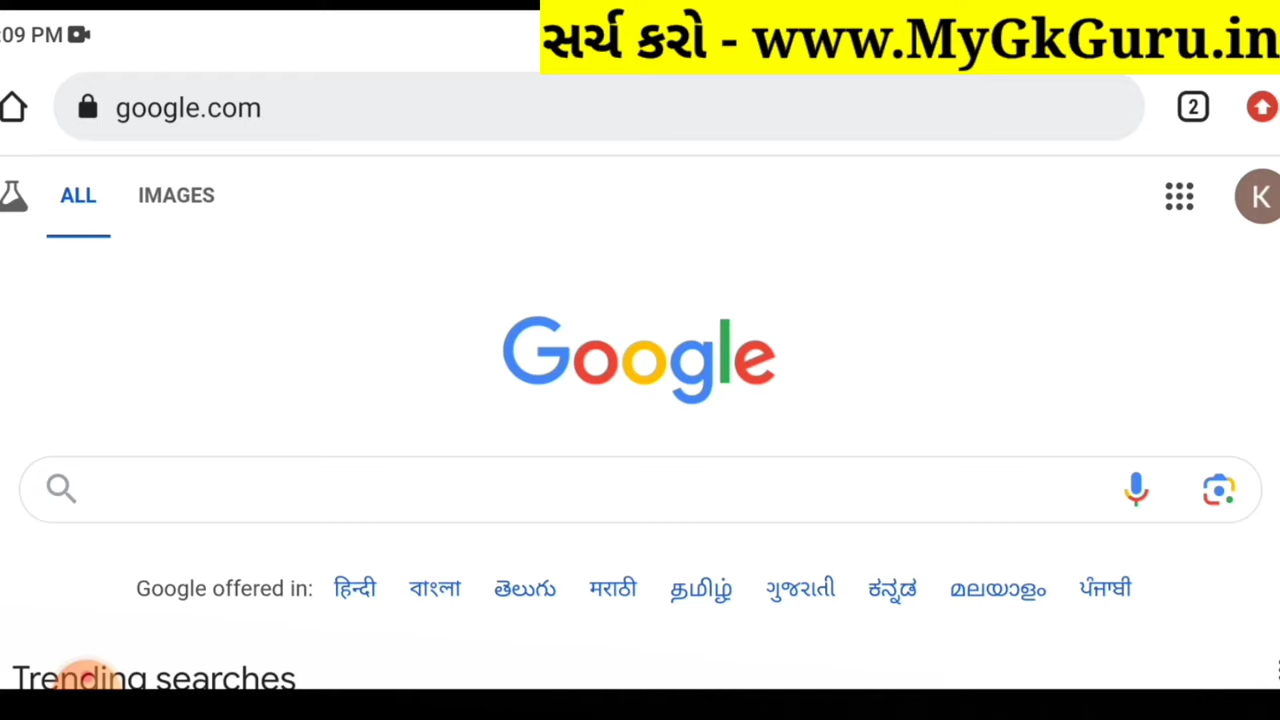 :09 PM
સર્ચ કરો - www.MyGkGuru.in
google.com
2
ALL IMAGES
K
Google
Google offered in: हिन्दी বাংলা తెలుగు मराठी தமிழ் ગુજરાતી ಕನ್ನಡ മലയാളം ਪੰਜਾਬੀ
Trending searches